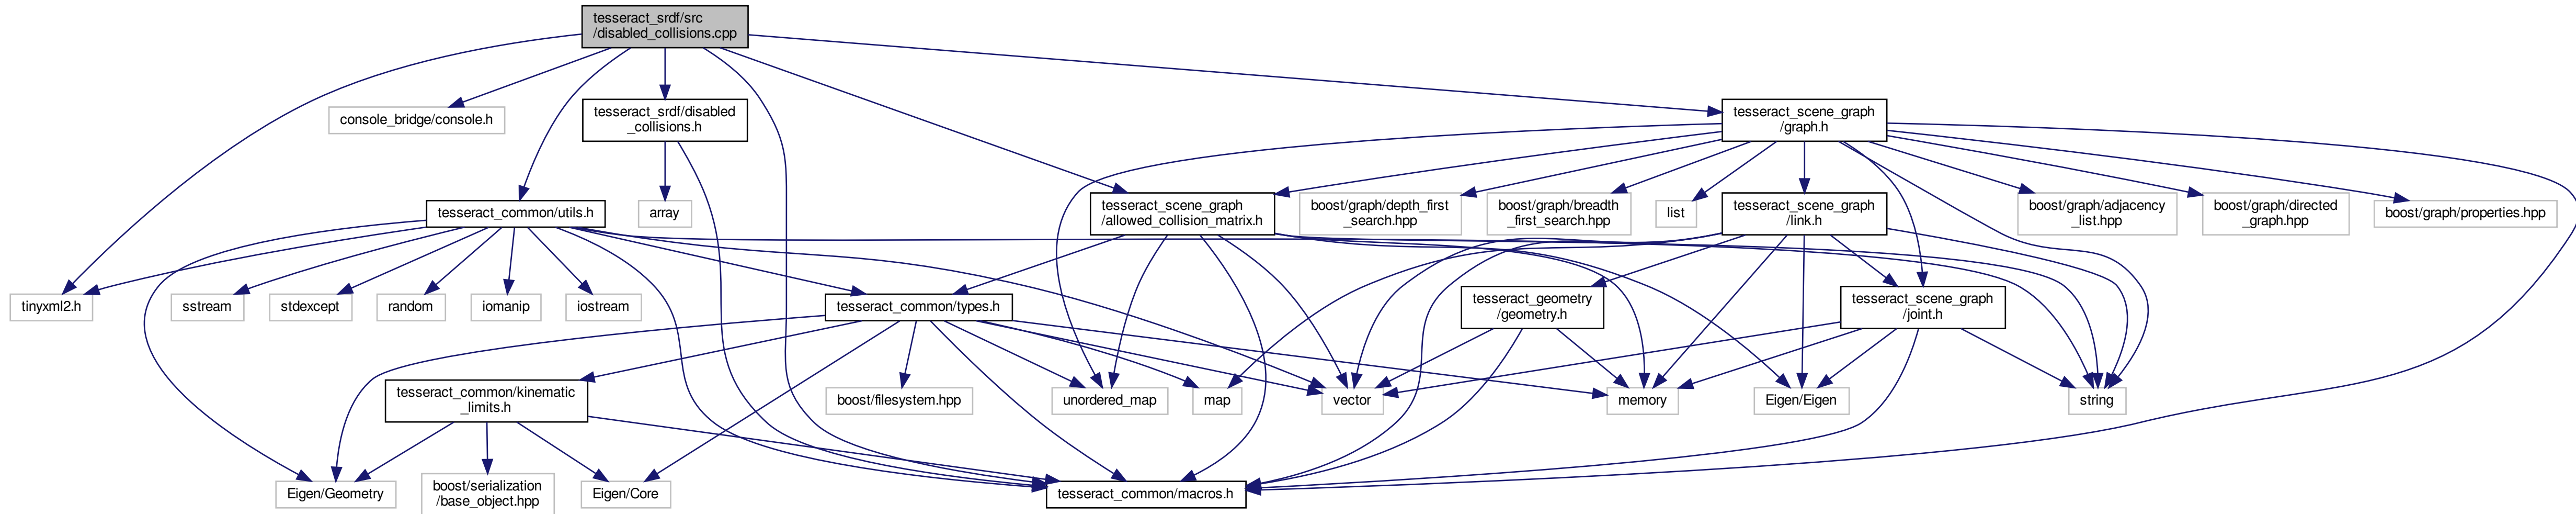 tesseract_srdf/src
/disabled_collisions.cpp
console_bridge/console.h
tesseract_srdf/disabled
_collisions.h
tesseract_scene_graph
/graph.h
tesseract_common/utils.h
array
tesseract_scene_graph
/allowed_collision_matrix.h
boost/graph/depth_first
_search.hpp
boost/graph/breadth
_first_search.hpp
list
tesseract_scene_graph
/link.h
boost/graph/adjacency
_list.hpp
boost/graph/directed
_graph.hpp
boost/graph/properties.hpp
tinyxml2.h
sstream
stdexcept
random
iomanip
iostream
tesseract_common/types.h
tesseract_geometry
/geometry.h
tesseract_scene_graph
/joint.h
tesseract_common/kinematic
_limits.h
boost/filesystem.hpp
unordered_map
map
vector
memory
Eigen/Eigen
string
Eigen/Geometry
boost/serialization
/base_object.hpp
Eigen/Core
tesseract_common/macros.h